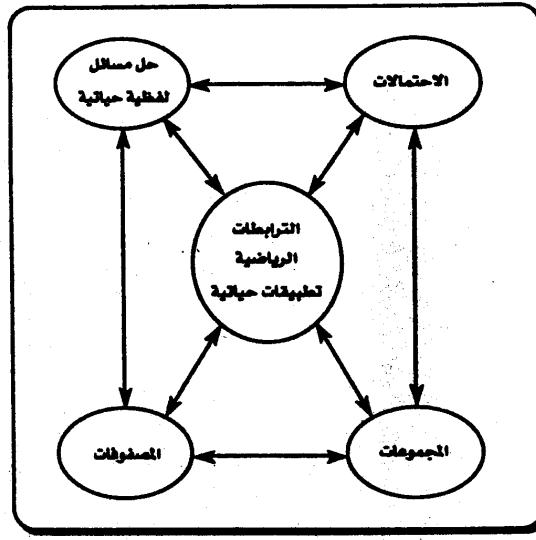 الاحتمالات
حل مسائل
لفظية حياتية
الترابطات
الرياضية
تطبيقات حياتية
المجموعات
المصفوفات